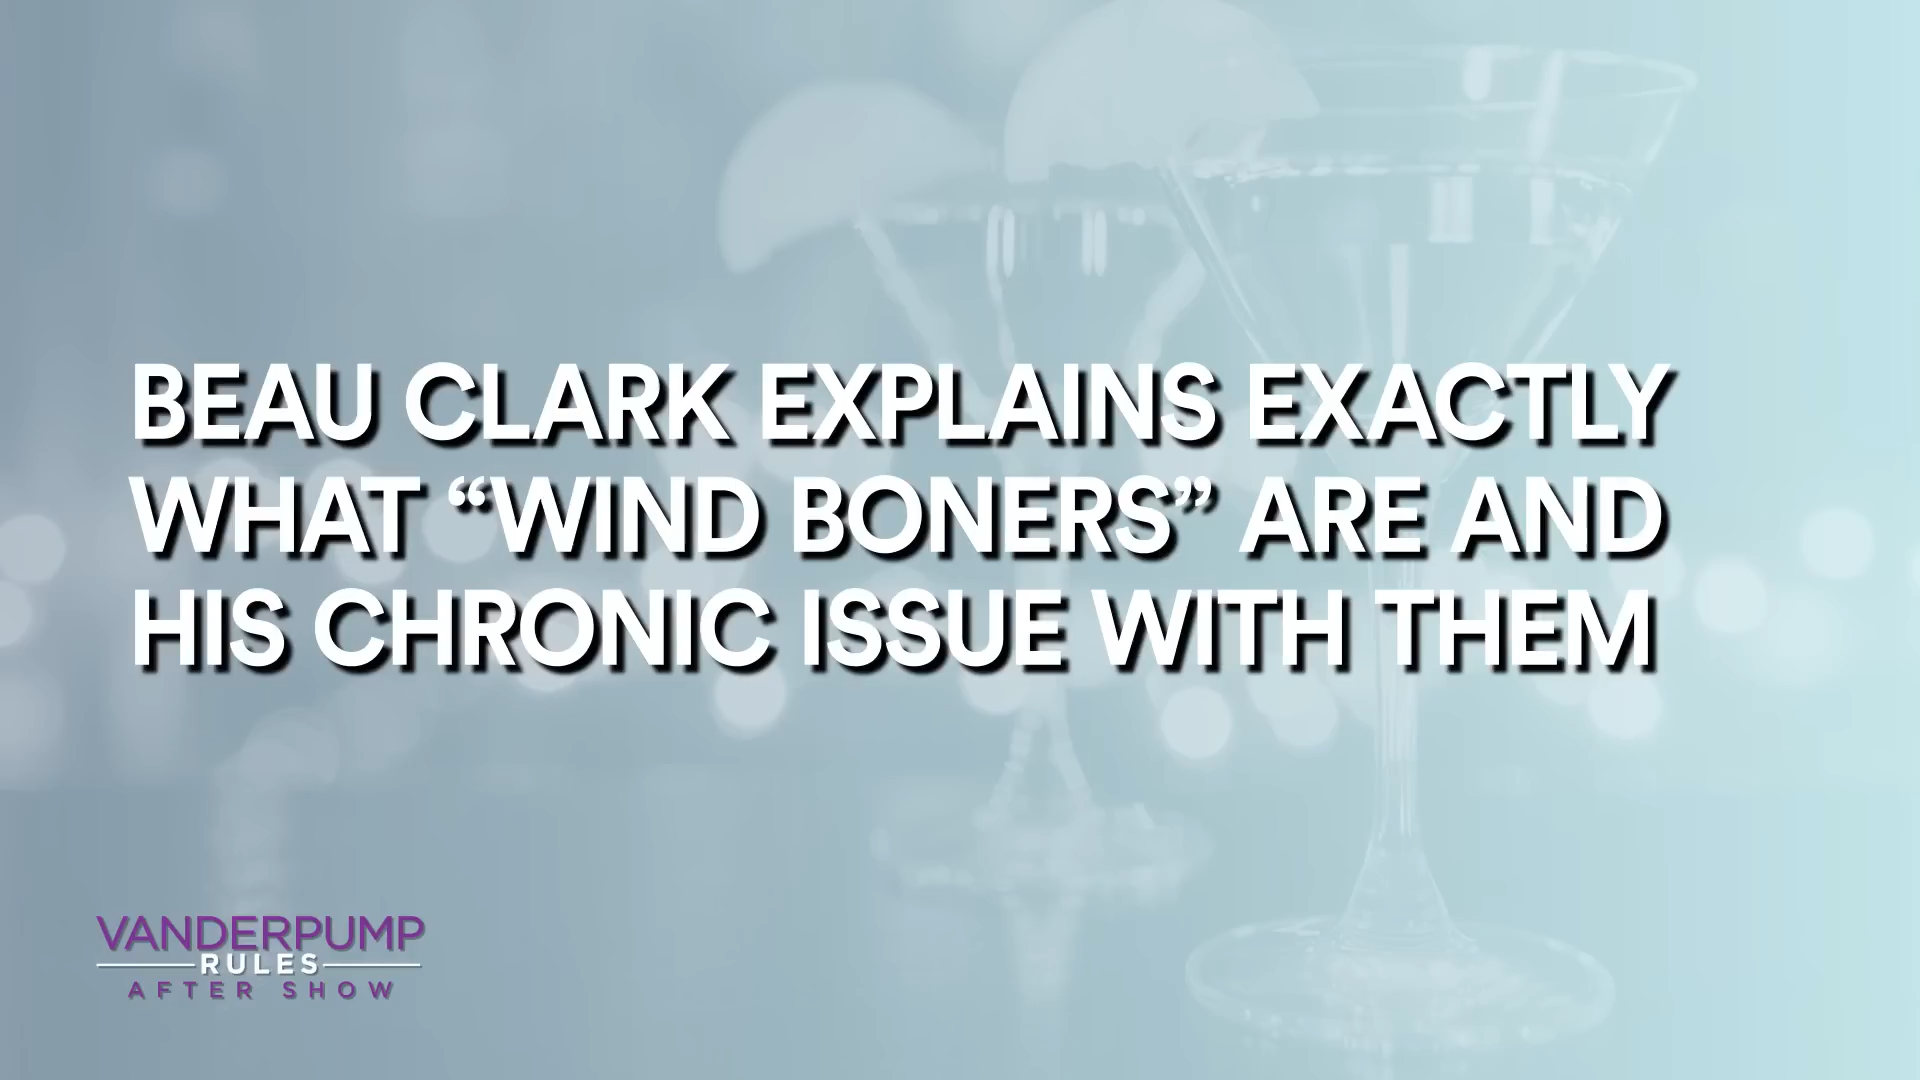 BEAU CLARK EXPLAINS EXACTLY
WHAT “WIND BONERS” ARE AND
HIS CHRONIC ISSUE WITH THEM
VANDERPUMP
RULES
AFTER SHOW